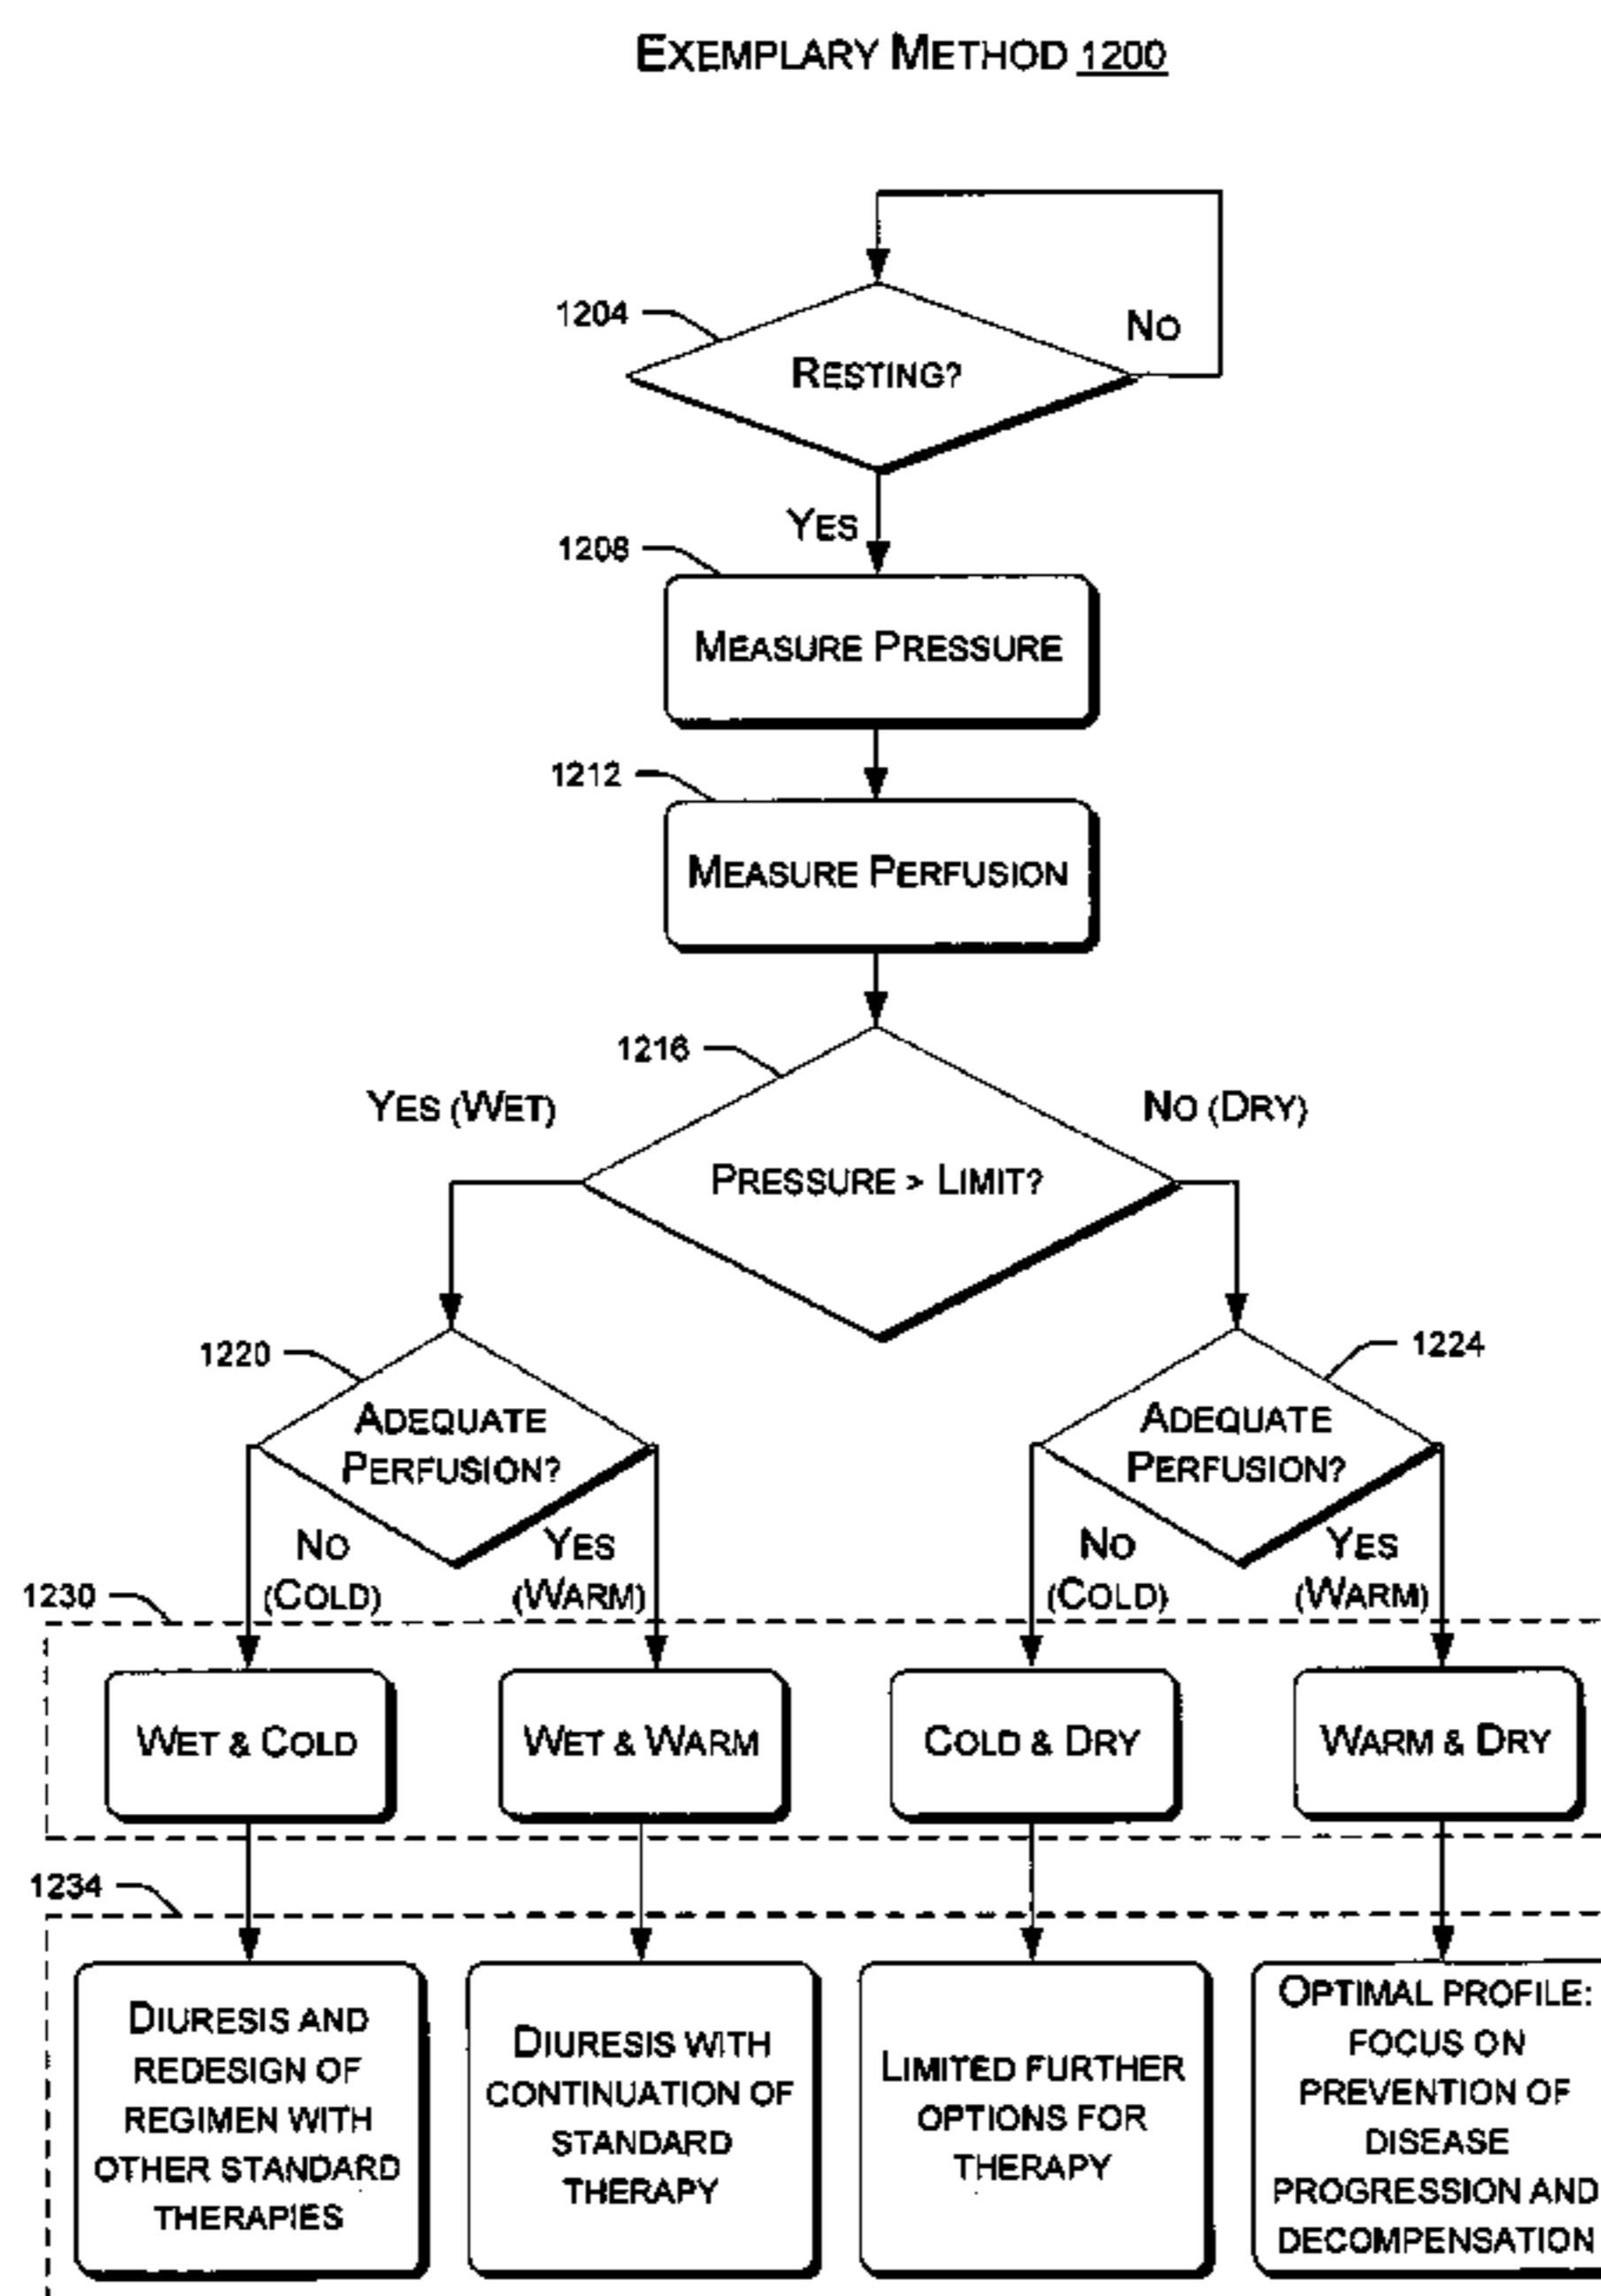 EXEMPLARY METHOD 1200
1204
RESTING?
NO
YES
1208
MEASURE PRESSURE
1212
MEASURE PERFUSION
1216
YES (WET)
NO (DRY)
PRESSURE > LIMIT?
1220
ADEQUATE
PERFUSION?
NO
(COLD)
YES
(WARM)
1224
ADEQUATE
PERFUSION?
NO
(COLD)
YES
(WARM)
1230
WET & COLD
WET & WARM
COLD & DRY
WARM & DRY
1234
DIURESIS AND
REDESIGN OF
REGIMEN WITH
OTHER STANDARD
THERAPIES
DIURESIS WITH
CONTINUATION OF
STANDARD
THERAPY
LIMITED FURTHER
OPTIONS FOR
THERAPY
OPTIMAL PROFILE:
FOCUS ON
PREVENTION OF
DISEASE
PROGRESSION AND
DECOMPENSATION